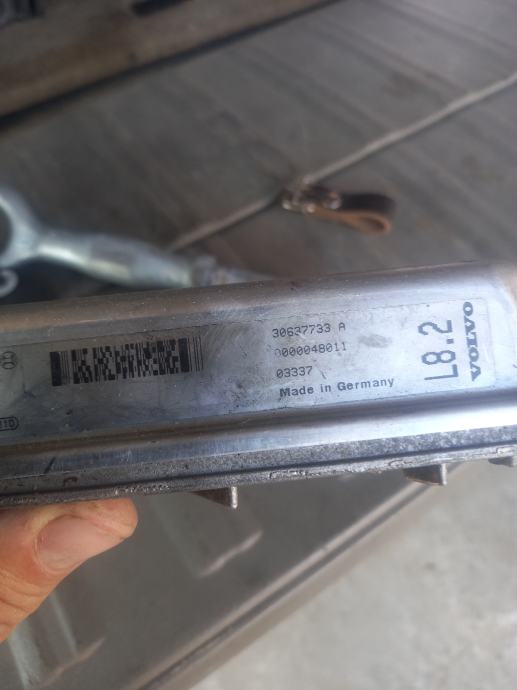 30637733 A
0000048011
03337
Made in Germany
L8.2
VOLVO